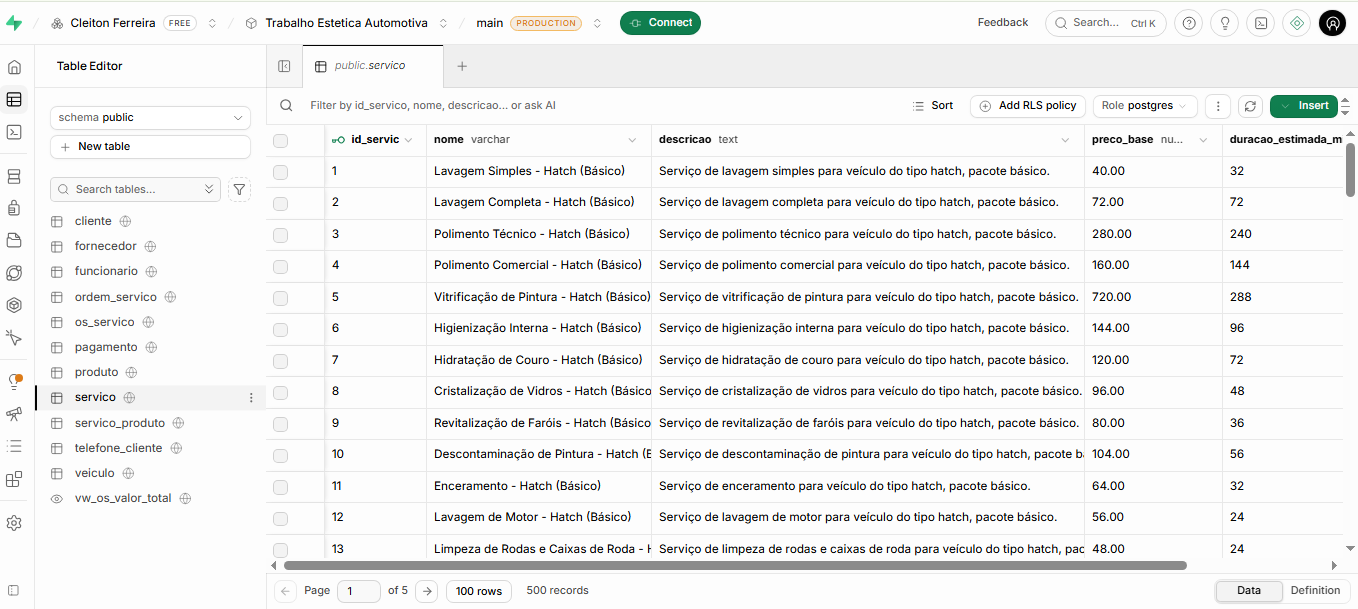 Cleiton Ferreira FREE / Trabalho Estetica Automotiva / main PRODUCTION Connect Feedback Search... Ctrl K
Table Editor
public.servico
schema public
New table
Search tables...
cliente
fornecedor
funcionario
ordem_servico
os_servico
pagamento
produto
servico
servico_produto
telefone_cliente
veiculo
vw_os_valor_total
Filter by id_servico, nome, descricao... or ask AI Sort Add RLS policy Role postgres Insert
id_servic nome varchar descricao text preco_base nu... duracao_estimada_m
1 Lavagem Simples - Hatch (Básico) Serviço de lavagem simples para veículo do tipo hatch, pacote básico. 40.00 32
2 Lavagem Completa - Hatch (Básico) Serviço de lavagem completa para veículo do tipo hatch, pacote básico. 72.00 72
3 Polimento Técnico - Hatch (Básico) Serviço de polimento técnico para veículo do tipo hatch, pacote básico. 280.00 240
4 Polimento Comercial - Hatch (Básico) Serviço de polimento comercial para veículo do tipo hatch, pacote básico. 160.00 144
5 Vitrificação de Pintura - Hatch (Básico) Serviço de vitrificação de pintura para veículo do tipo hatch, pacote básico. 720.00 288
6 Higienização Interna - Hatch (Básico) Serviço de higienização interna para veículo do tipo hatch, pacote básico. 144.00 96
7 Hidratação de Couro - Hatch (Básico) Serviço de hidratação de couro para veículo do tipo hatch, pacote básico. 120.00 72
8 Cristalização de Vidros - Hatch (Básico Serviço de cristalização de vidros para veículo do tipo hatch, pacote básico. 96.00 48
9 Revitalização de Faróis - Hatch (Básico Serviço de revitalização de faróis para veículo do tipo hatch, pacote básico. 80.00 36
10 Descontaminação de Pintura - Hatch (B Serviço de descontaminação de pintura para veículo do tipo hatch, pacote b 104.00 56
11 Enceramento - Hatch (Básico) Serviço de enceramento para veículo do tipo hatch, pacote básico. 64.00 32
12 Lavagem de Motor - Hatch (Básico) Serviço de lavagem de motor para veículo do tipo hatch, pacote básico. 56.00 24
13 Limpeza de Rodas e Caixas de Roda - H Serviço de limpeza de rodas e caixas de roda para veículo do tipo hatch, pac 48.00 24
Page 1 of 5 100 rows 500 records Data Definition